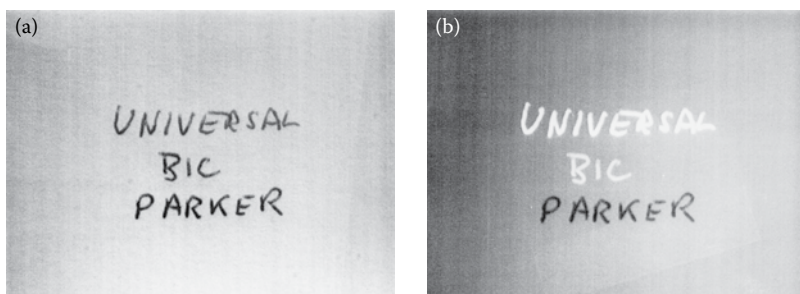 (a)
UNIVERSAL
BIC
PARKER
(b)
UNIVERSAL
BIC
PARKER